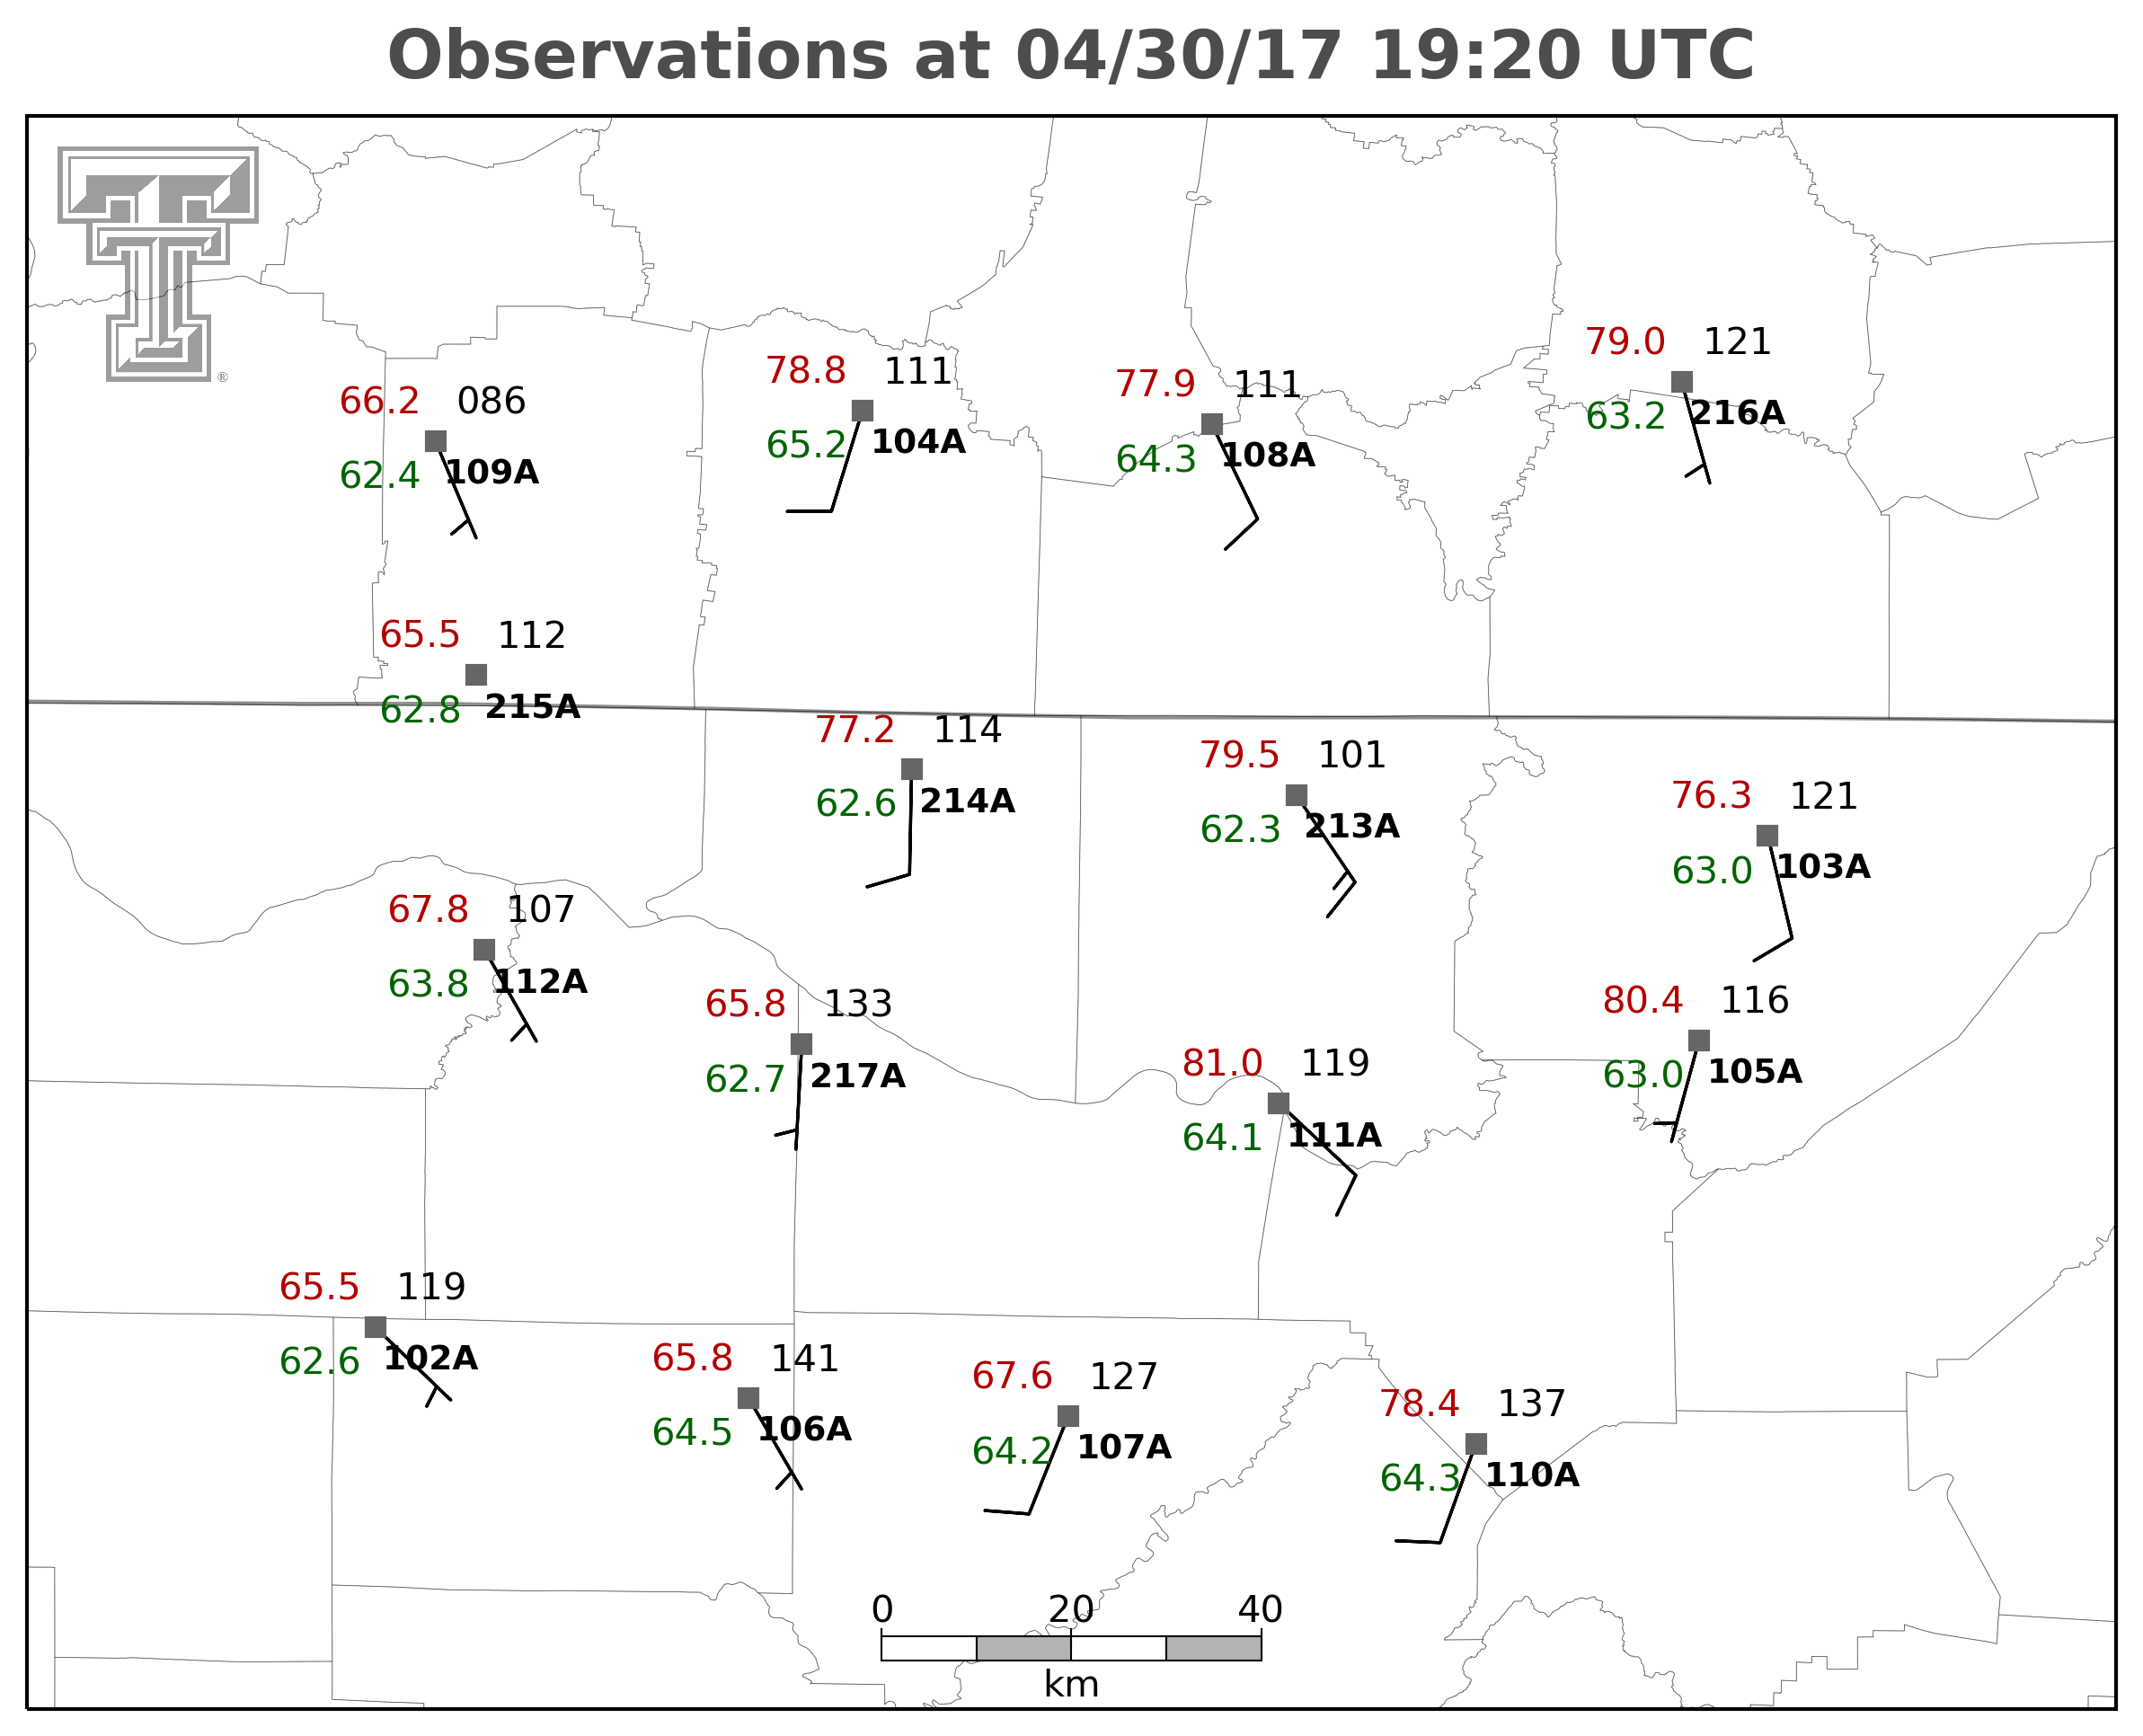 Observations at 04/30/17 19:20 UTC
®
79.0 121
63.2 216A
78.8 111
65.2 104A
77.9 111
64.3 108A
66.2 086
62.4 109A
65.5 112
62.8 215A
77.2 114
62.6 214A
79.5 101
62.3 213A
76.3 121
63.0 103A
67.8 107
63.8 112A
65.8 133
62.7 217A
80.4 116
63.0 105A
81.0 119
64.1 111A
65.5 119
62.6 102A
65.8 141
64.5 106A
67.6 127
64.2 107A
78.4 137
64.3 110A
0 20 40
km